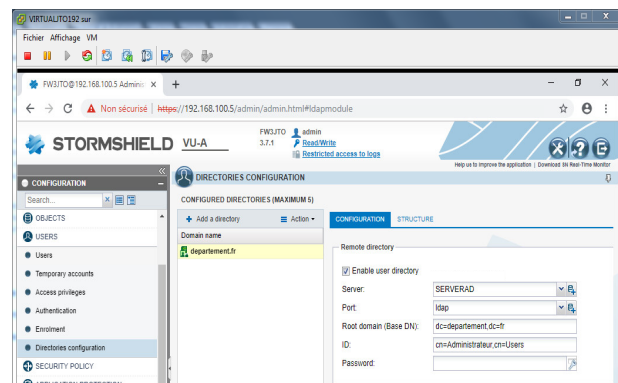 VIRTUALITO192 sur
Fichier Affichage VM
FW3JTO@192.168.100.5 Adminis
Non sécurisé | https://192.168.100.5/admin/admin.html#ldapmodule
STORMSHIELD VU-A
FW3JTO admin
3.7.1 Read/Write
Restricted access to logs
Help us to improve the application | Download SN Real-Time Monitor
CONFIGURATION
Search...
OBJECTS
USERS
Users
Temporary accounts
Access privileges
Authentication
Enrolment
Directories configuration
SECURITY POLICY
DIRECTORIES CONFIGURATION
CONFIGURED DIRECTORIES (MAXIMUM 5)
Add a directory Action
Domain name
departement.fr
CONFIGURATION STRUCTURE
Remote directory
Enable user directory
Server: SERVERAD
Port: ldap
Root domain (Base DN): dc=departement,dc=fr
ID: cn=Administrateur,cn=Users
Password: